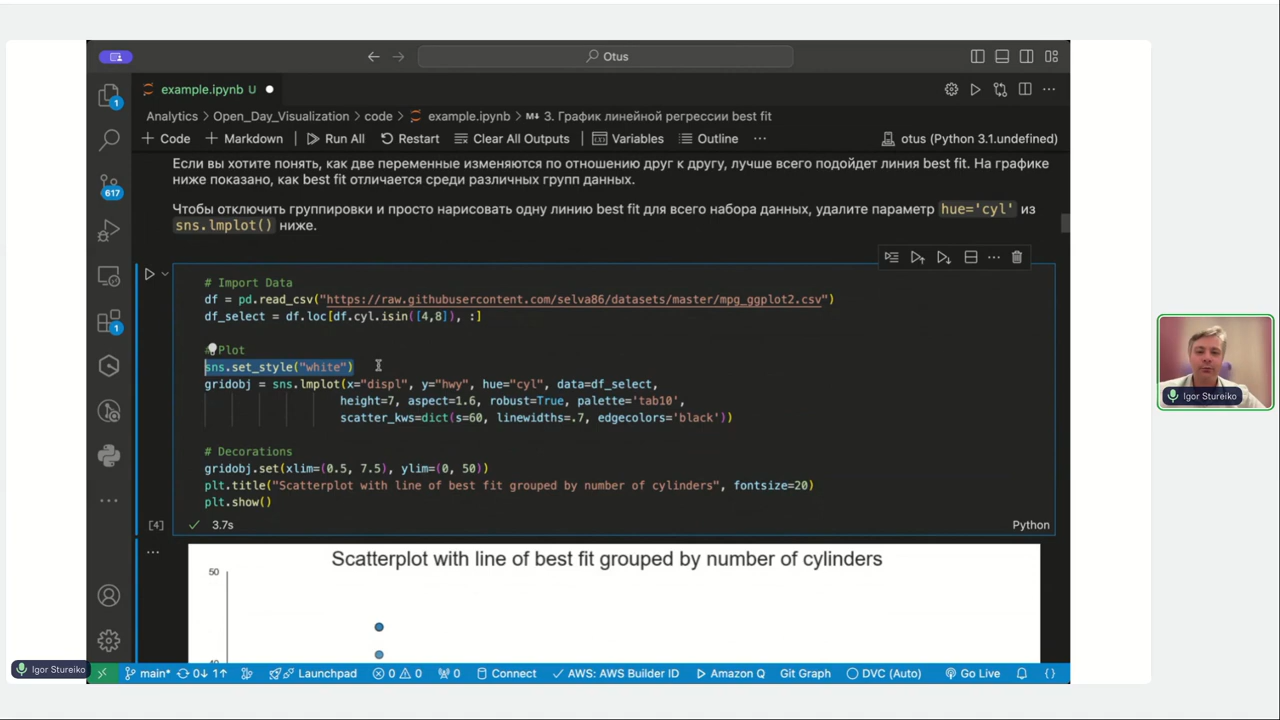 Otus
example.ipynb U
Analytics > Open_Day_Visualization > code > example.ipynb > M↓ 3. График линейной регрессии best fit
+ Code + Markdown Run All Restart Clear All Outputs Variables Outline ... otus (Python 3.1.undefined)
Если вы хотите понять, как две переменные изменяются по отношению друг к другу, лучше всего подойдет линия best fit. На графике
ниже показано, как best fit отличается среди различных групп данных.
Чтобы отключить группировки и просто нарисовать одну линию best fit для всего набора данных, удалите параметр hue='cyl' из
sns.lmplot() ниже.
# Import Data
df = pd.read_csv("https://raw.githubusercontent.com/selva86/datasets/master/mpg_ggplot2.csv")
df_select = df.loc[df.cyl.isin([4,8]), :]
Plot
sns.set_style("white")
gridobj = sns.lmplot(x="displ", y="hwy", hue="cyl", data=df_select,
height=7, aspect=1.6, robust=True, palette='tab10',
scatter_kws=dict(s=60, linewidths=.7, edgecolors='black'))
# Decorations
gridobj.set(xlim=(0.5, 7.5), ylim=(0, 50))
plt.title("Scatterplot with line of best fit grouped by number of cylinders", fontsize=20)
plt.show()
[4] 3.7s Python
Scatterplot with line of best fit grouped by number of cylinders
50
1
617
1
Igor Stureiko
Igor Stureiko
main* 0↓ 1↑ Launchpad 0 0 0 Connect AWS: AWS Builder ID Amazon Q Git Graph DVC (Auto) Go Live {}